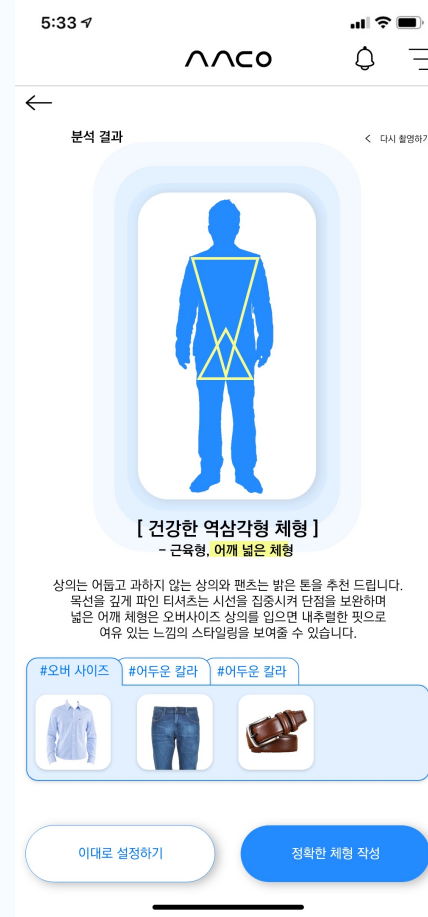 5:33
AACO
분석 결과
< 다시 촬영하기
[ 건강한 역삼각형 체형 ]
- 근육형, 어깨 넓은 체형
상의는 어둡고 과하지 않는 상의와 팬츠는 밝은 톤을 추천 드립니다.
목선을 깊게 파인 티셔츠는 시선을 집중시켜 단점을 보완하며
넓은 어깨 체형은 오버사이즈 상의를 입으면 내추럴한 핏으로
여유 있는 느낌의 스타일링을 보여줄 수 있습니다.
#오버 사이즈 #어두운 칼라 #어두운 칼라
이대로 설정하기 정확한 체형 작성